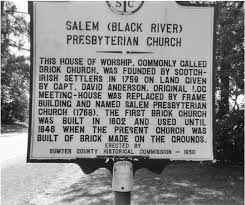 SC
SALEM (BLACK RIVER)
PRESBYTERIAN CHURCH
THIS HOUSE OF WORSHIP, COMMONLY CALLED
BRICK CHURCH, WAS FOUNDED BY SCOTCH-
IRISH SETTLERS IN 1759 ON LAND GIVEN
BY CAPT. DAVID ANDERSON. ORIGINAL LOG
MEETING-HOUSE WAS REPLACED BY FRAME
BUILDING AND NAMED SALEM PRESBYTERIAN
CHURCH (1768). THE FIRST BRICK CHURCH
WAS BUILT IN 1802 AND USED UNTIL
1846 WHEN THE PRESENT CHURCH WAS
BUILT OF BRICK MADE ON THE GROUNDS.
ERECTED BY
SUMTER COUNTY HISTORICAL COMMISSION - 1950